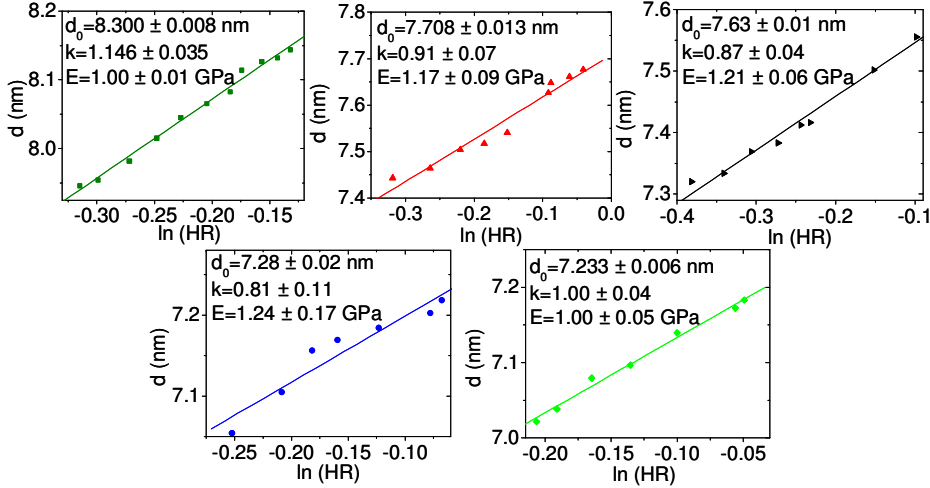 d₀=8.300 ± 0.008 nm
k=1.146 ± 0.035
E=1.00 ± 0.01 GPa
8.2
8.1
8.0
d (nm)
-0.30
-0.25
-0.20
-0.15
ln (HR)
d₀=7.708 ± 0.013 nm
k=0.91 ± 0.07
E=1.17 ± 0.09 GPa
7.8
7.7
7.6
7.5
7.4
d (nm)
-0.3
-0.2
-0.1
0.0
ln (HR)
d₀=7.63 ± 0.01 nm
k=0.87 ± 0.04
E=1.21 ± 0.06 GPa
7.6
7.5
7.4
7.3
d (nm)
-0.4
-0.3
-0.2
-0.1
ln (HR)
d₀=7.28 ± 0.02 nm
k=0.81 ± 0.11
E=1.24 ± 0.17 GPa
7.2
7.1
d (nm)
-0.25
-0.20
-0.15
-0.10
ln (HR)
d₀=7.233 ± 0.006 nm
k=1.00 ± 0.04
E=1.00 ± 0.05 GPa
7.2
7.1
7.0
d (nm)
-0.20
-0.15
-0.10
-0.05
ln (HR)